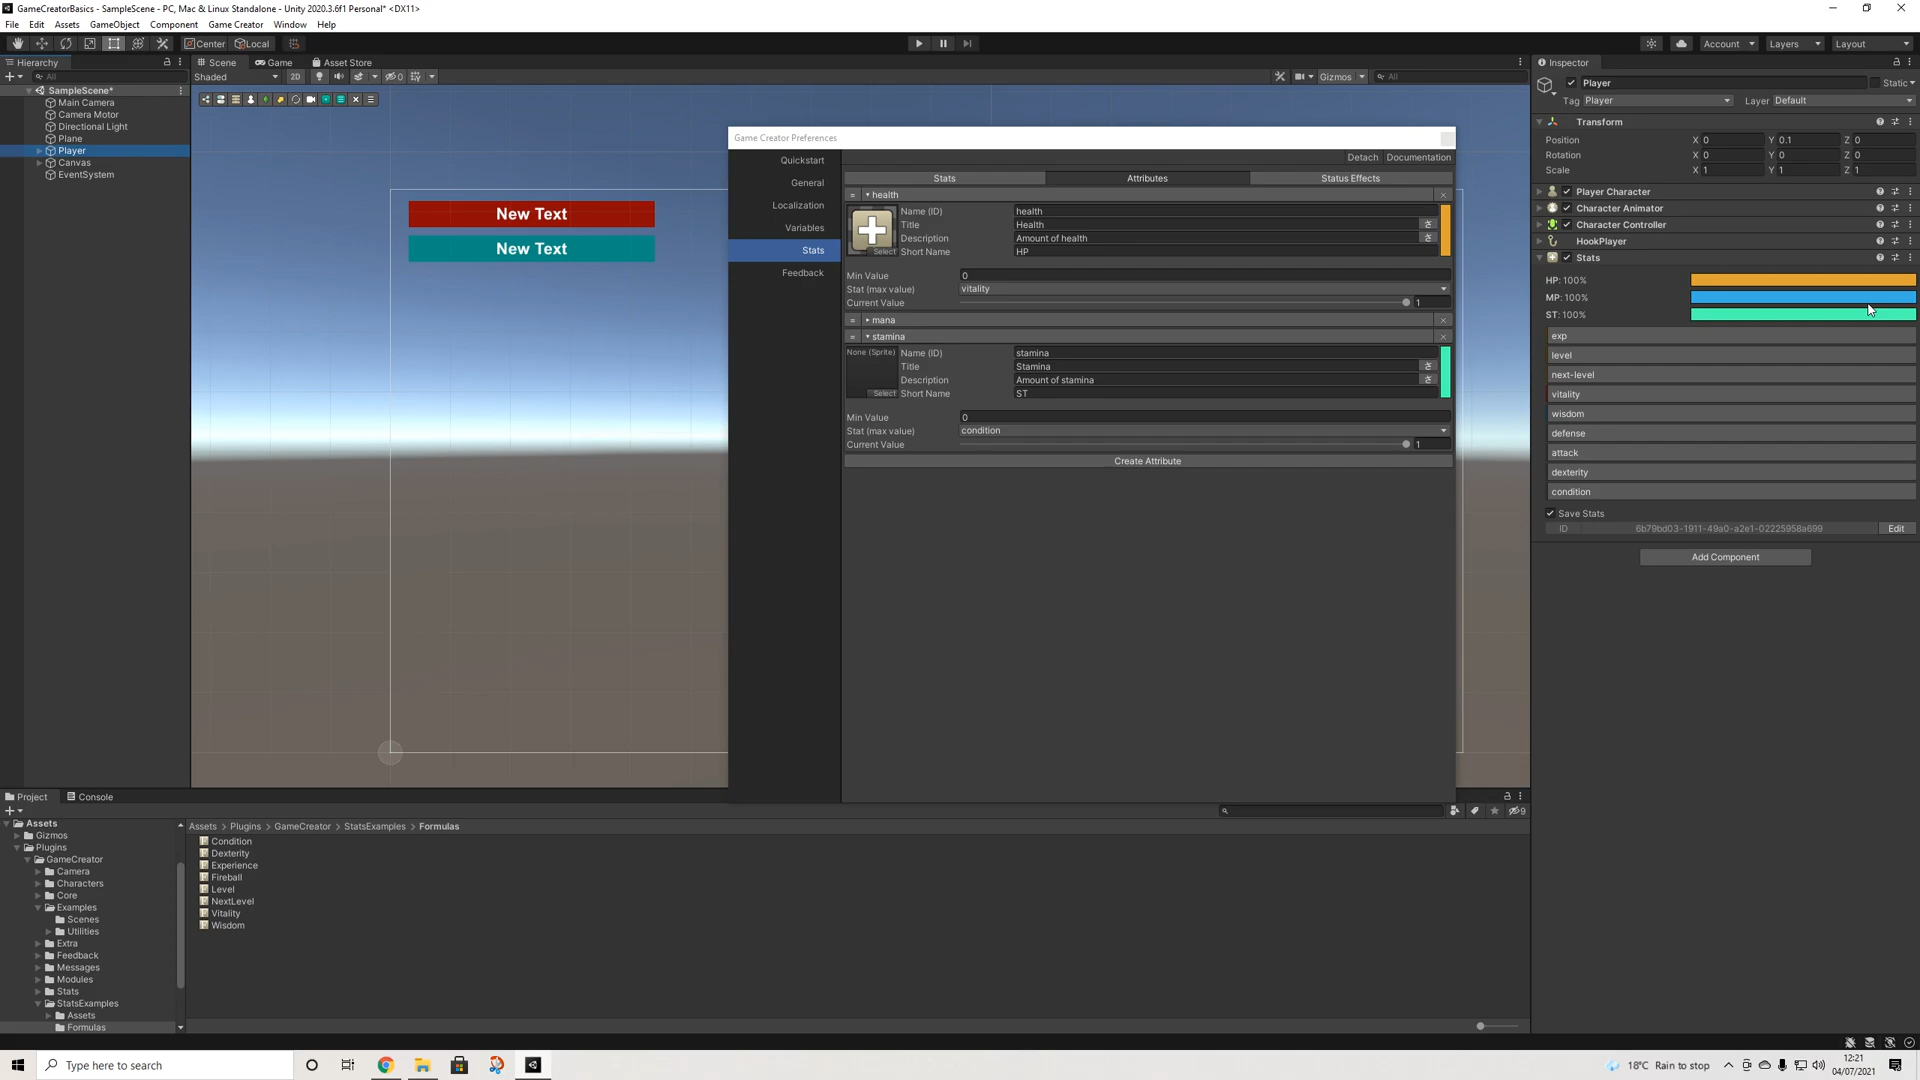 GameCreatorBasics - SampleScene - PC, Mac & Linux Standalone - Unity 2020.3.6f1 Personal* <DX11>
File Edit Assets GameObject Component Game Creator Window Help
Center Local
Account Layers Layout
Hierarchy
All
SampleScene*
Main Camera
Camera Motor
Directional Light
Plane
Player
Canvas
EventSystem
Scene Game Asset Store
Shaded 2D 0 Gizmos All
New Text
New Text
Game Creator Preferences
Quickstart
General
Localization
Variables
Stats
Feedback
Detach Documentation
Stats Attributes Status Effects
health
Name (ID) health
Title Health
Description Amount of health
Select Short Name HP
Min Value 0
Stat (max value) vitality
Current Value 1
mana
stamina
None (Sprite) Name (ID) stamina
Title Stamina
Description Amount of stamina
Select Short Name ST
Min Value 0
Stat (max value) condition
Current Value 1
Create Attribute
Inspector
Player Static
Tag Player Layer Default
Transform
Position X 0 Y 0.1 Z 0
Rotation X 0 Y 0 Z 0
Scale X 1 Y 1 Z 1
Player Character
Character Animator
Character Controller
HookPlayer
Stats
HP: 100%
MP: 100%
ST: 100%
exp
level
next-level
vitality
wisdom
defense
attack
dexterity
condition
Save Stats
ID 6b79bd03-1911-49a0-a2e1-02225958a699 Edit
Add Component
Project Console
9
Assets
Gizmos
Plugins
GameCreator
Camera
Characters
Core
Examples
Scenes
Utilities
Extra
Feedback
Messages
Modules
Stats
StatsExamples
Assets
Formulas
Assets > Plugins > GameCreator > StatsExamples > Formulas
Condition
Dexterity
Experience
Fireball
Level
NextLevel
Vitality
Wisdom
Type here to search
18°C Rain to stop
12:21
04/07/2021